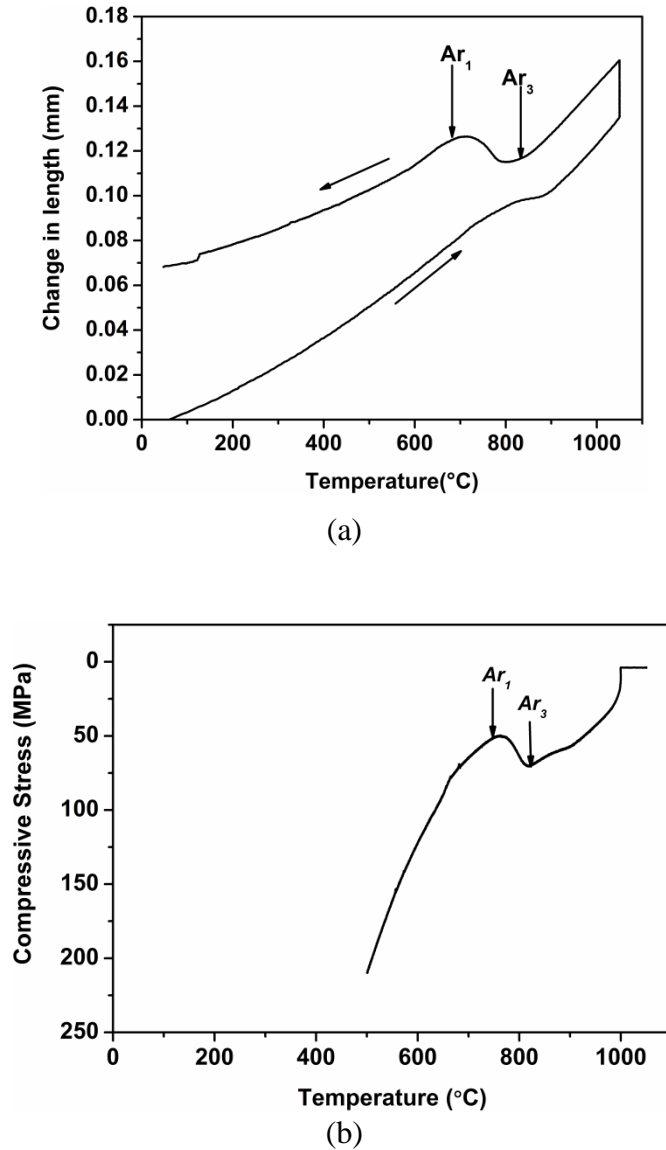 0.18
0.16
0.14
0.12
0.10
0.08
0.06
0.04
0.02
0.00
Change in length (mm)
Ar₁
Ar₃
0 200 400 600 800 1000
Temperature(°C)
(a)
0
50
100
150
200
250
Compressive Stress (MPa)
Ar₁
Ar₃
0 200 400 600 800 1000
Temperature (°C)
(b)